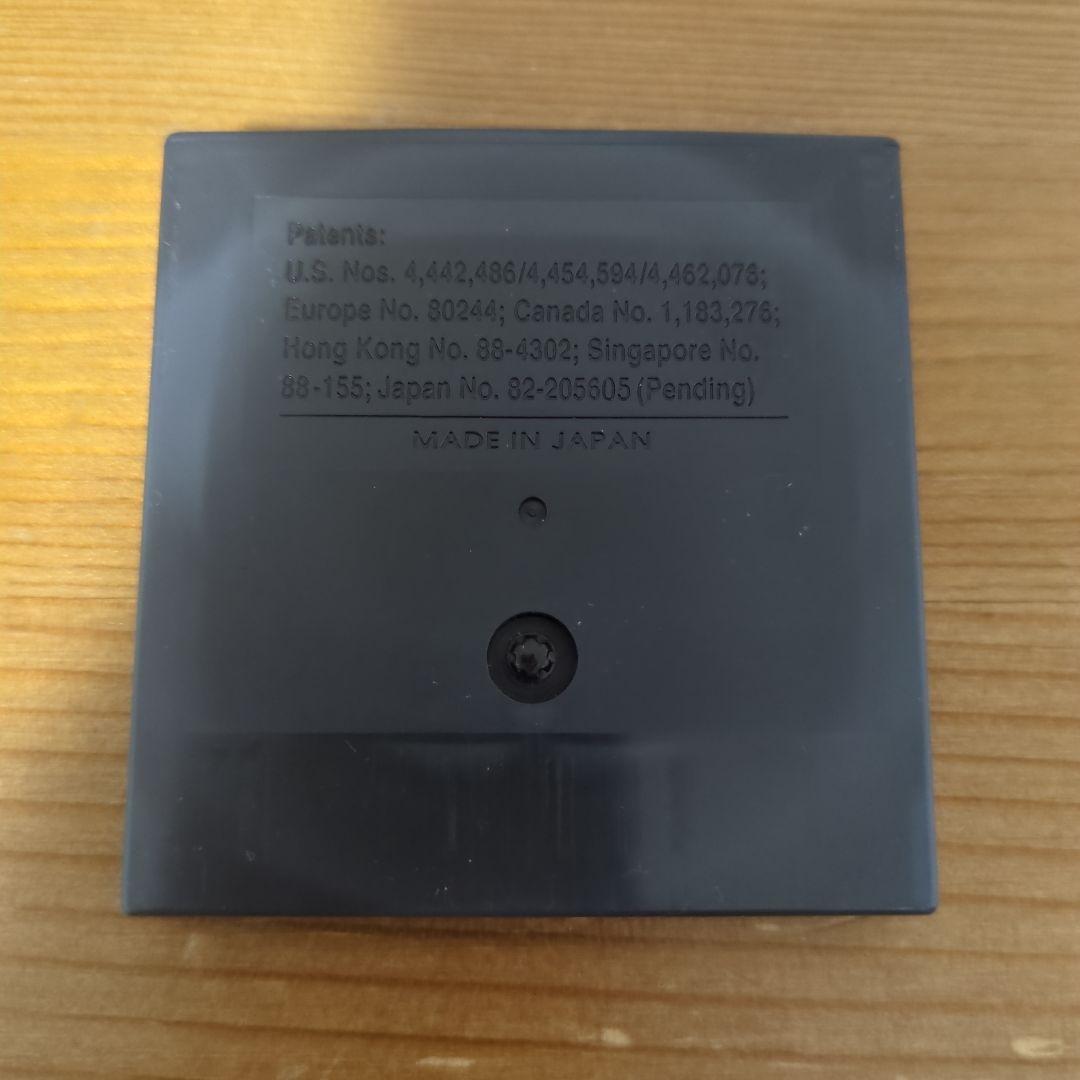 Patents:
U.S. Nos. 4,442,486/4,454,594/4,462,076;
Europe No. 80244; Canada No. 1,183,276;
Hong Kong No. 88-4302; Singapore No.
88-155; Japan No. 82-205605 (Pending)
MADE IN JAPAN